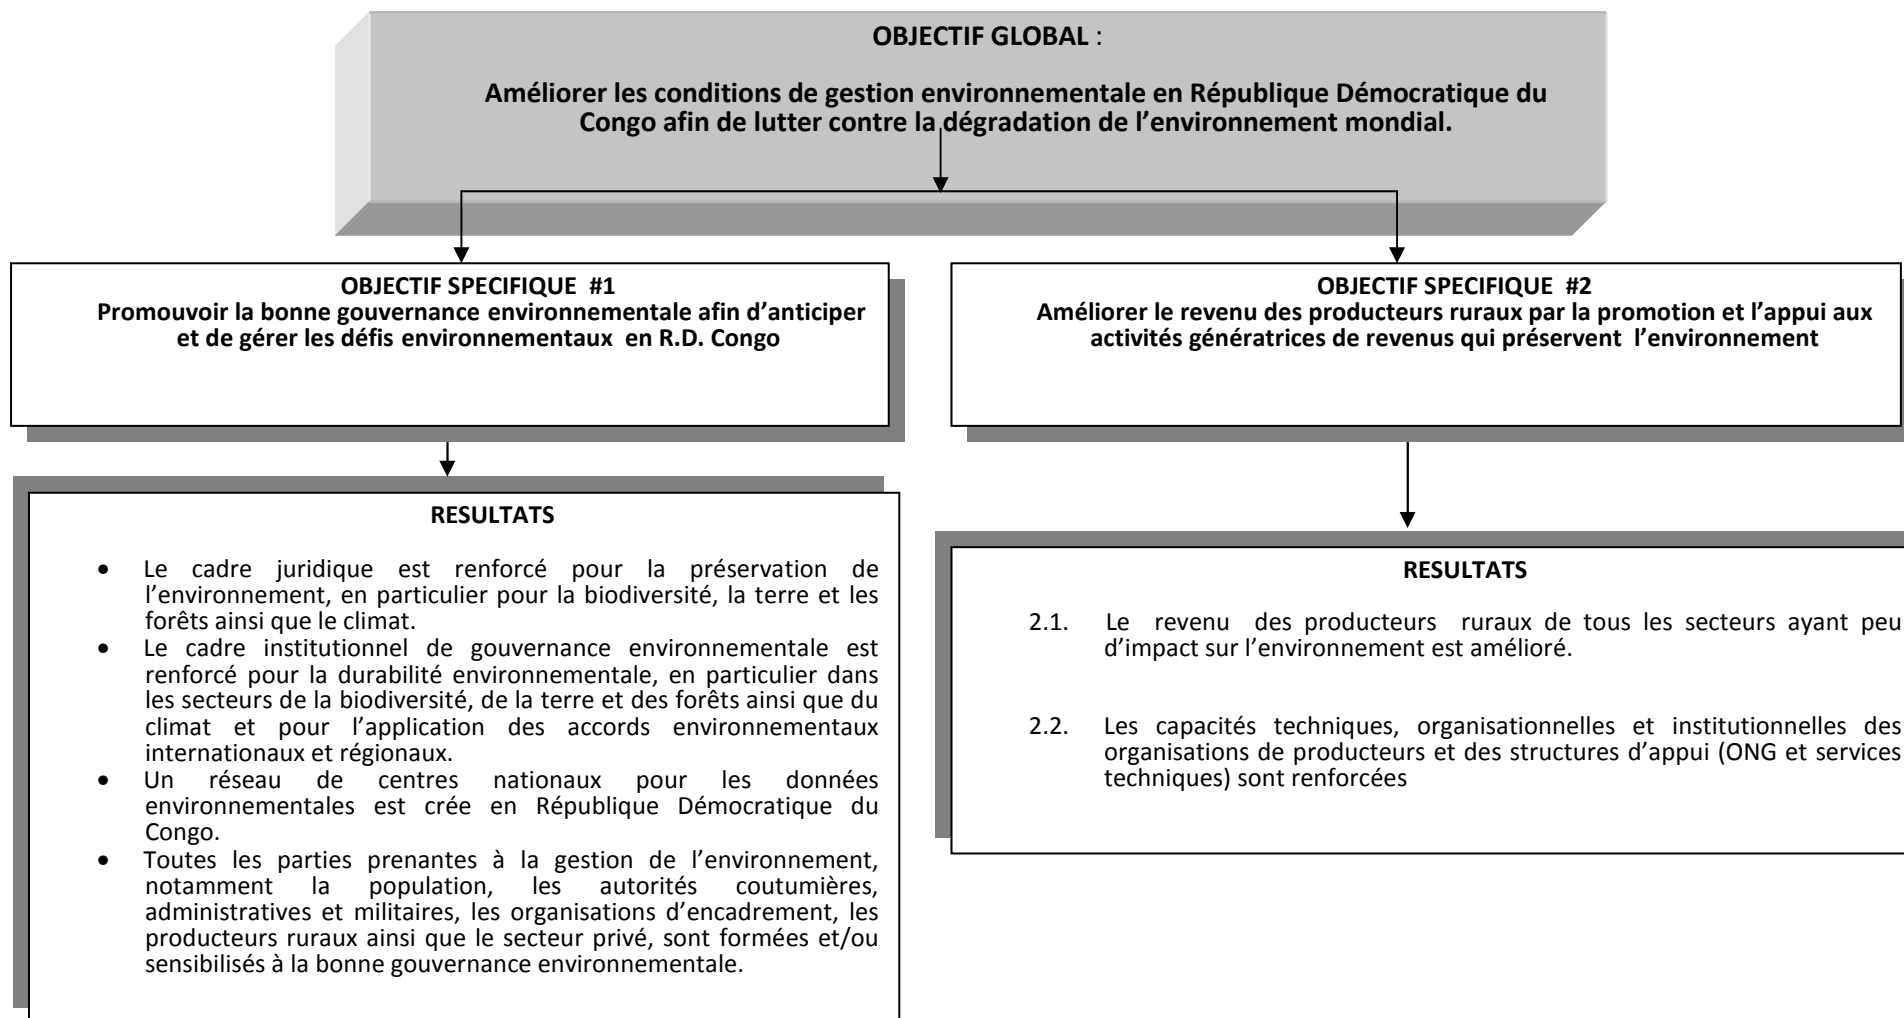 OBJECTIF GLOBAL :
Améliorer les conditions de gestion environnementale en République Démocratique du
Congo afin de lutter contre la dégradation de l’environnement mondial.
OBJECTIF SPECIFIQUE #1
Promouvoir la bonne gouvernance environnementale afin d’anticiper
et de gérer les défis environnementaux en R.D. Congo
OBJECTIF SPECIFIQUE #2
Améliorer le revenu des producteurs ruraux par la promotion et l’appui aux
activités génératrices de revenus qui préservent l’environnement
RESULTATS
• Le cadre juridique est renforcé pour la préservation de
l’environnement, en particulier pour la biodiversité, la terre et les
forêts ainsi que le climat.
• Le cadre institutionnel de gouvernance environnementale est
renforcé pour la durabilité environnementale, en particulier dans
les secteurs de la biodiversité, de la terre et des forêts ainsi que du
climat et pour l’application des accords environnementaux
internationaux et régionaux.
• Un réseau de centres nationaux pour les données
environnementales est crée en République Démocratique du
Congo.
• Toutes les parties prenantes à la gestion de l’environnement,
notamment la population, les autorités coutumières,
administratives et militaires, les organisations d’encadrement, les
producteurs ruraux ainsi que le secteur privé, sont formées et/ou
sensibilisés à la bonne gouvernance environnementale.
RESULTATS
2.1. Le revenu des producteurs ruraux de tous les secteurs ayant peu
d’impact sur l’environnement est amélioré.
2.2. Les capacités techniques, organisationnelles et institutionnelles des
organisations de producteurs et des structures d’appui (ONG et services
techniques) sont renforcées